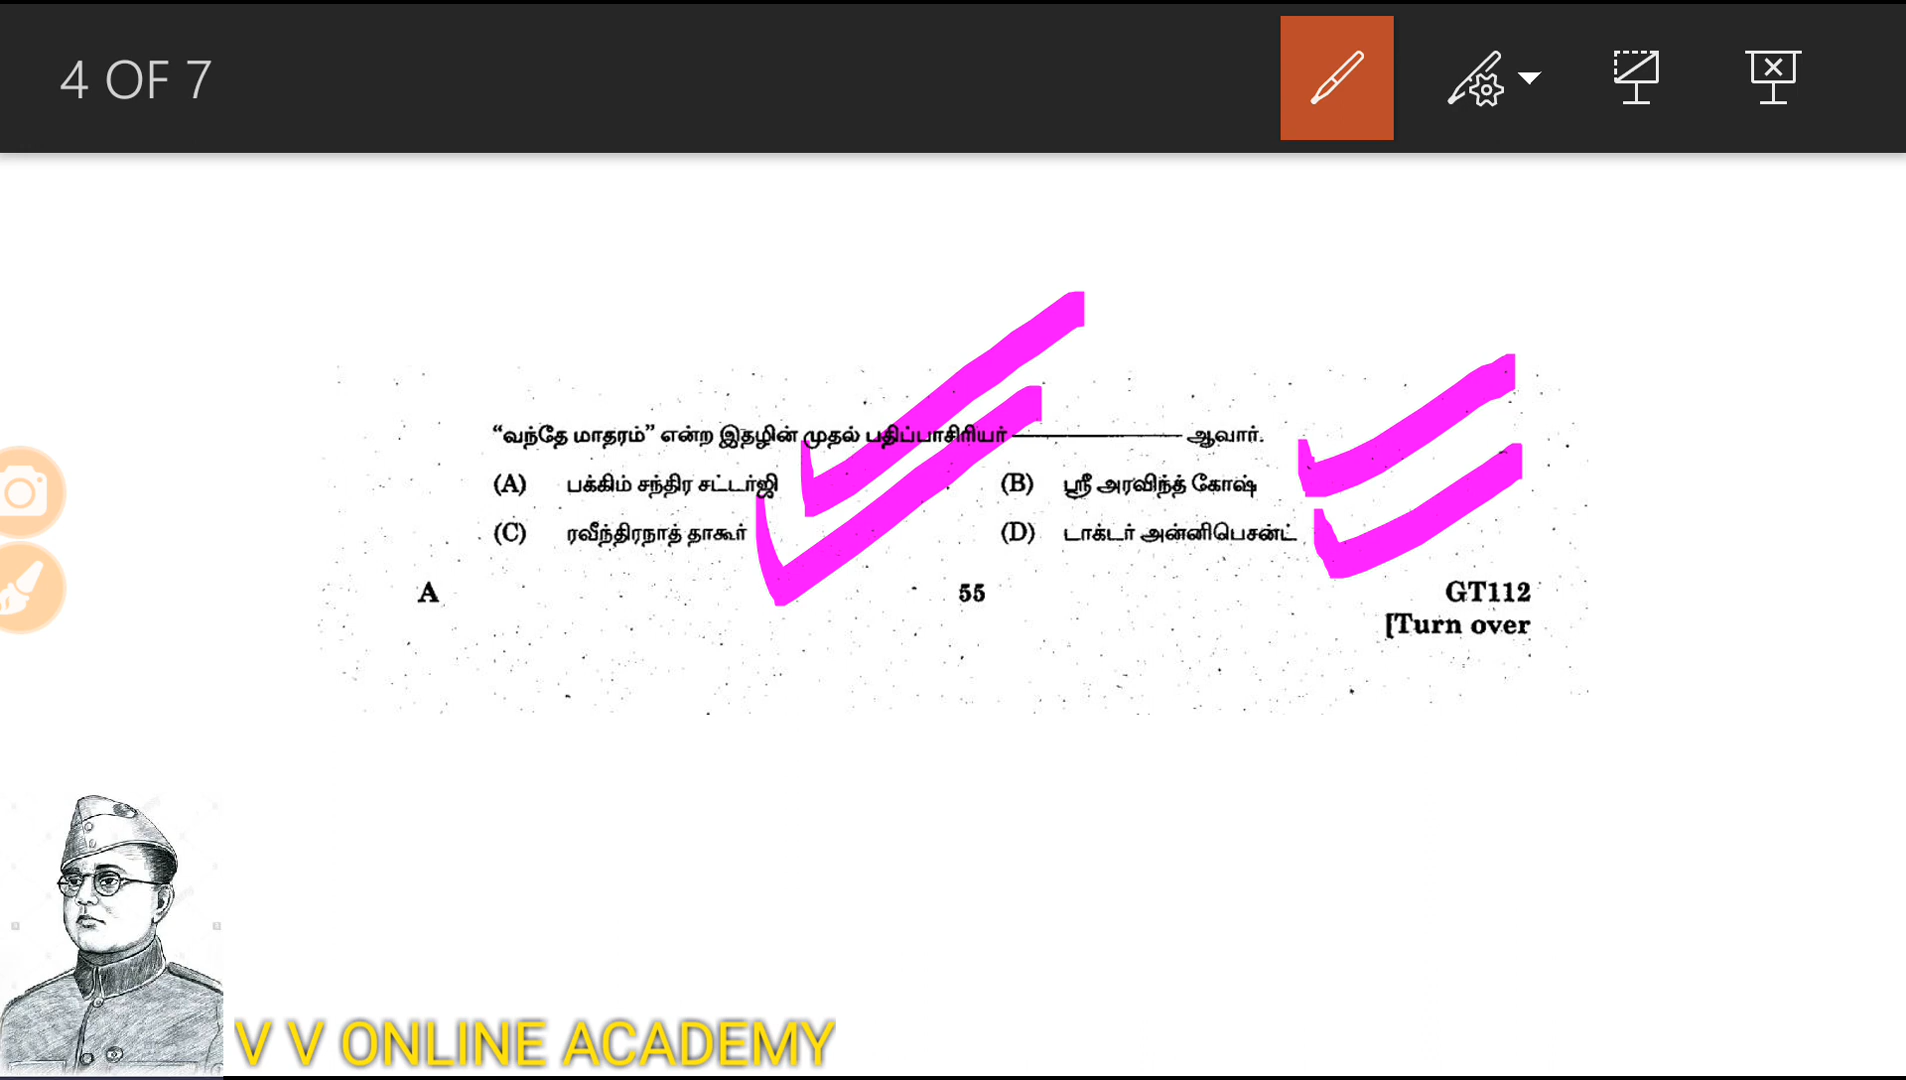 4 OF 7
“வந்தே மாதரம்” என்ற இதழின் முதல் பதிப்பாசிரியர் ———————— ஆவார்.
(A) பக்கிம் சந்திர சட்டர்ஜி (B) ஸ்ரீ அரவிந்த் கோஷ்
(C) ரவீந்திரநாத் தாகூர் (D) டாக்டர் அன்னிபெசன்ட்
A 55 GT112
[Turn over
V V ONLINE ACADEMY